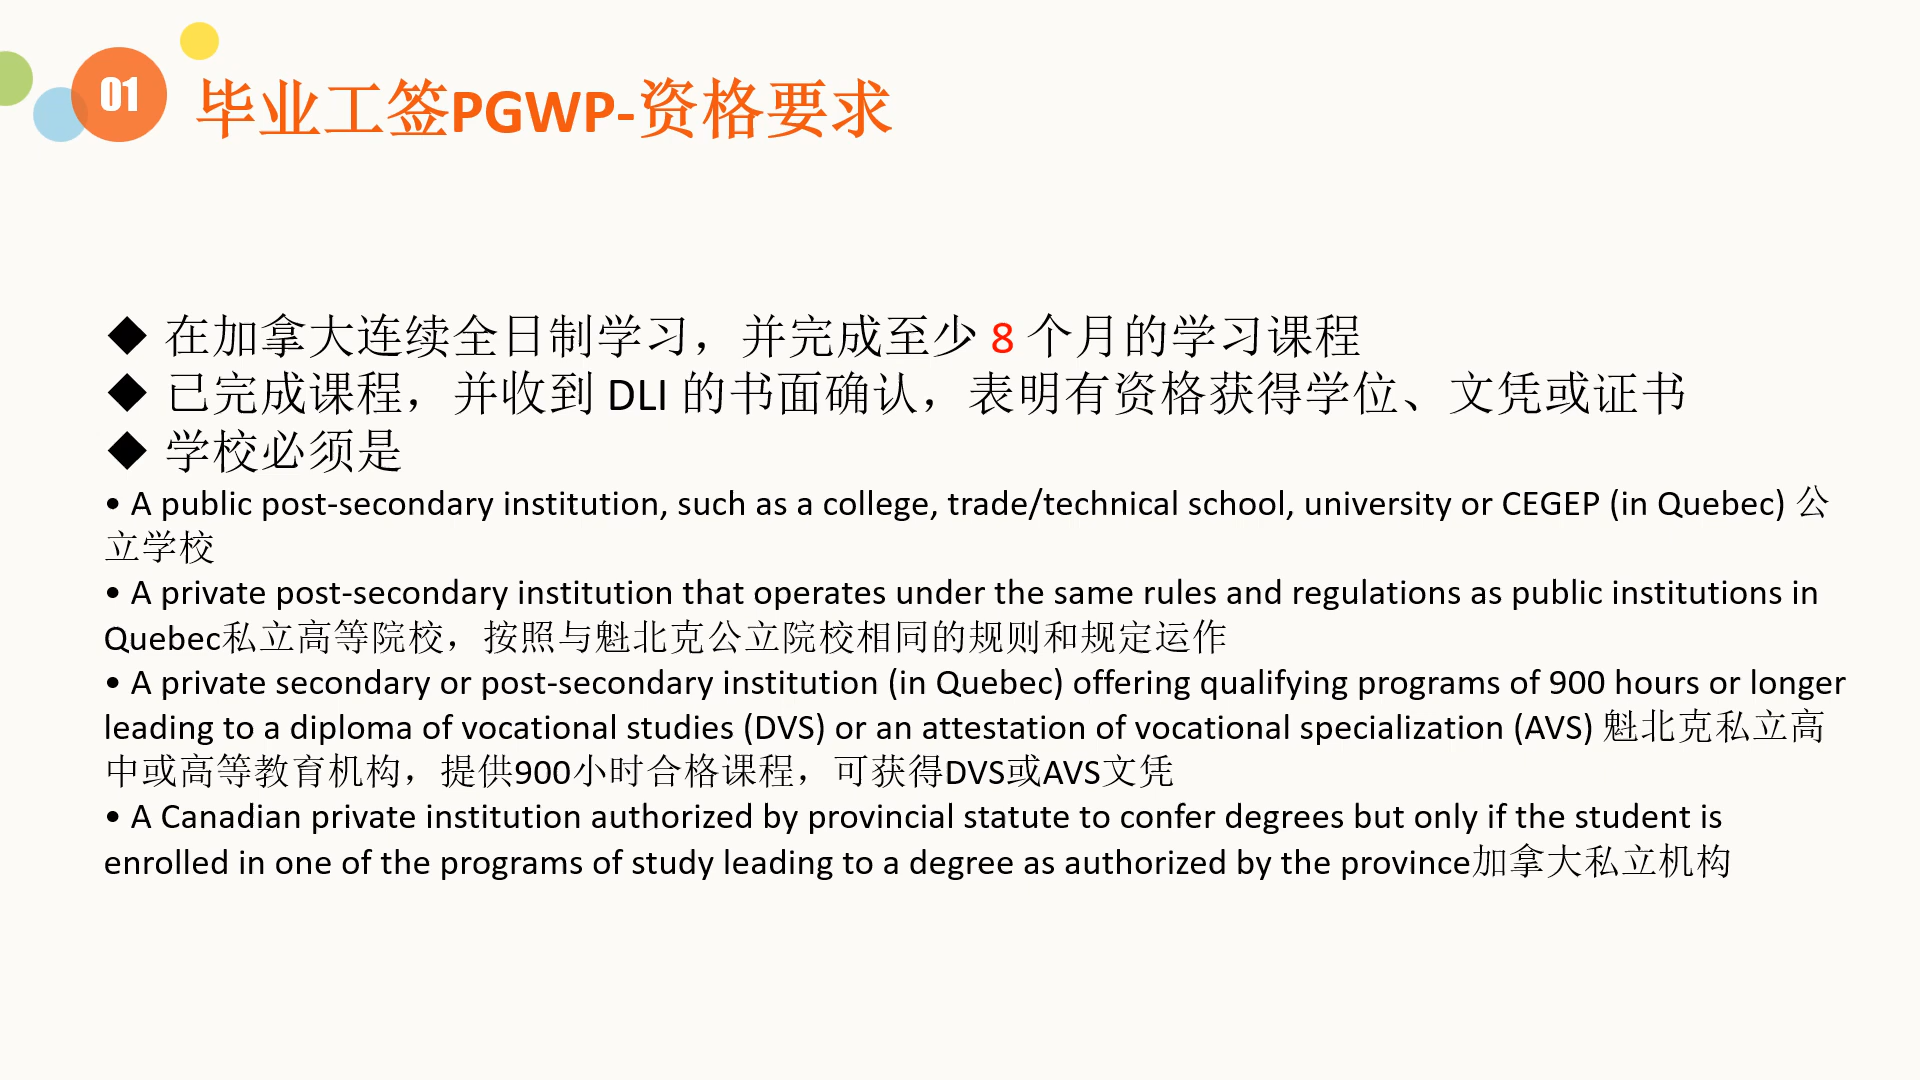 01
毕业工签PGWP-资格要求
◆ 在加拿大连续全日制学习，并完成至少 8 个月的学习课程
◆ 已完成课程，并收到 DLI 的书面确认，表明有资格获得学位、文凭或证书
◆ 学校必须是
• A public post-secondary institution, such as a college, trade/technical school, university or CEGEP (in Quebec) 公
立学校
• A private post-secondary institution that operates under the same rules and regulations as public institutions in
Quebec私立高等院校，按照与魁北克公立院校相同的规则和规定运作
• A private secondary or post-secondary institution (in Quebec) offering qualifying programs of 900 hours or longer
leading to a diploma of vocational studies (DVS) or an attestation of vocational specialization (AVS) 魁北克私立高
中或高等教育机构，提供900小时合格课程，可获得DVS或AVS文凭
• A Canadian private institution authorized by provincial statute to confer degrees but only if the student is
enrolled in one of the programs of study leading to a degree as authorized by the province加拿大私立机构